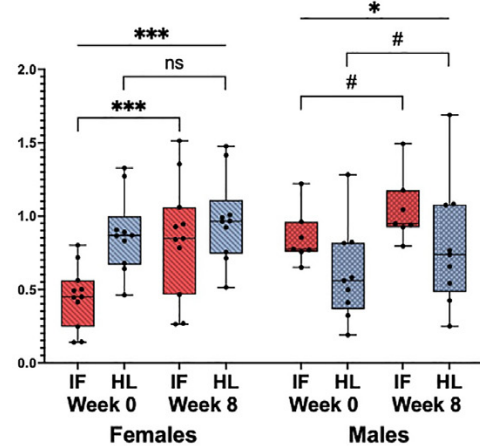 *
***
#
ns
***
#
2.0
1.5
1.0
0.5
0.0
IF HL IF HL IF HL IF HL
Week 0 Week 8 Week 0 Week 8
Females Males